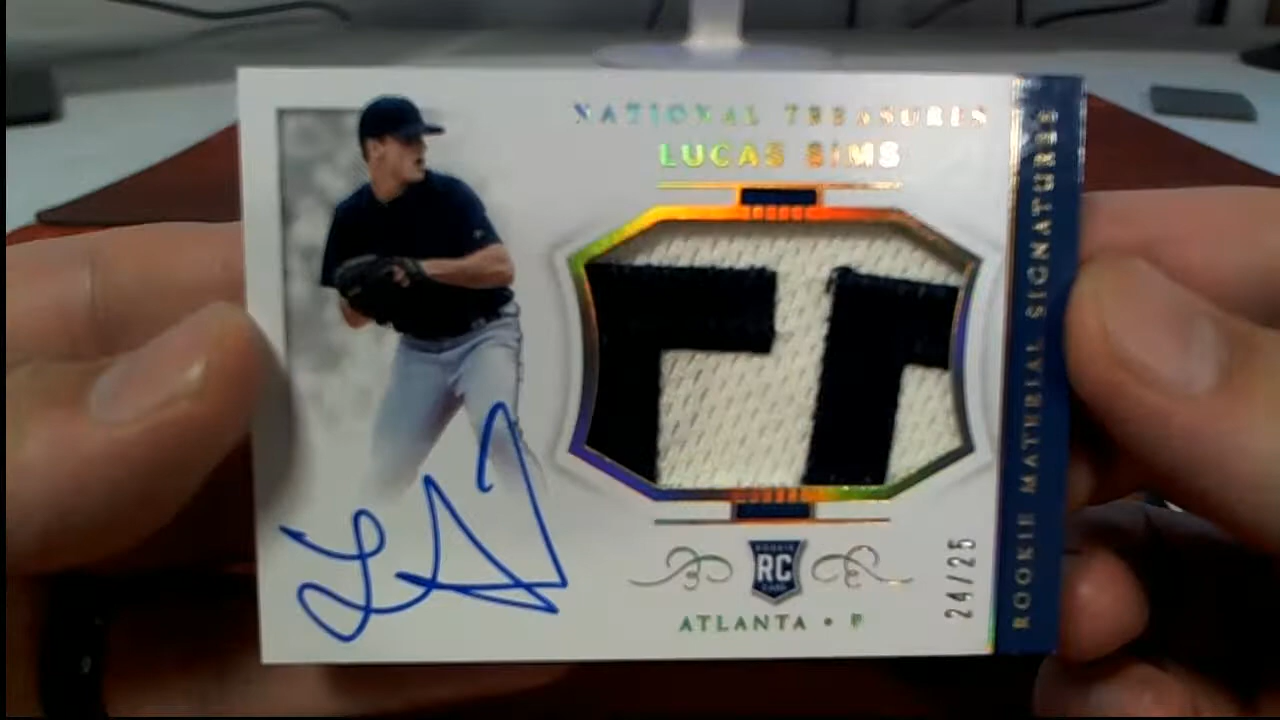 NATIONAL TREASURES
LUCAS SIMS
RC
ATLANTA • P
24/25
ROOKIE MATERIAL SIGNATURES